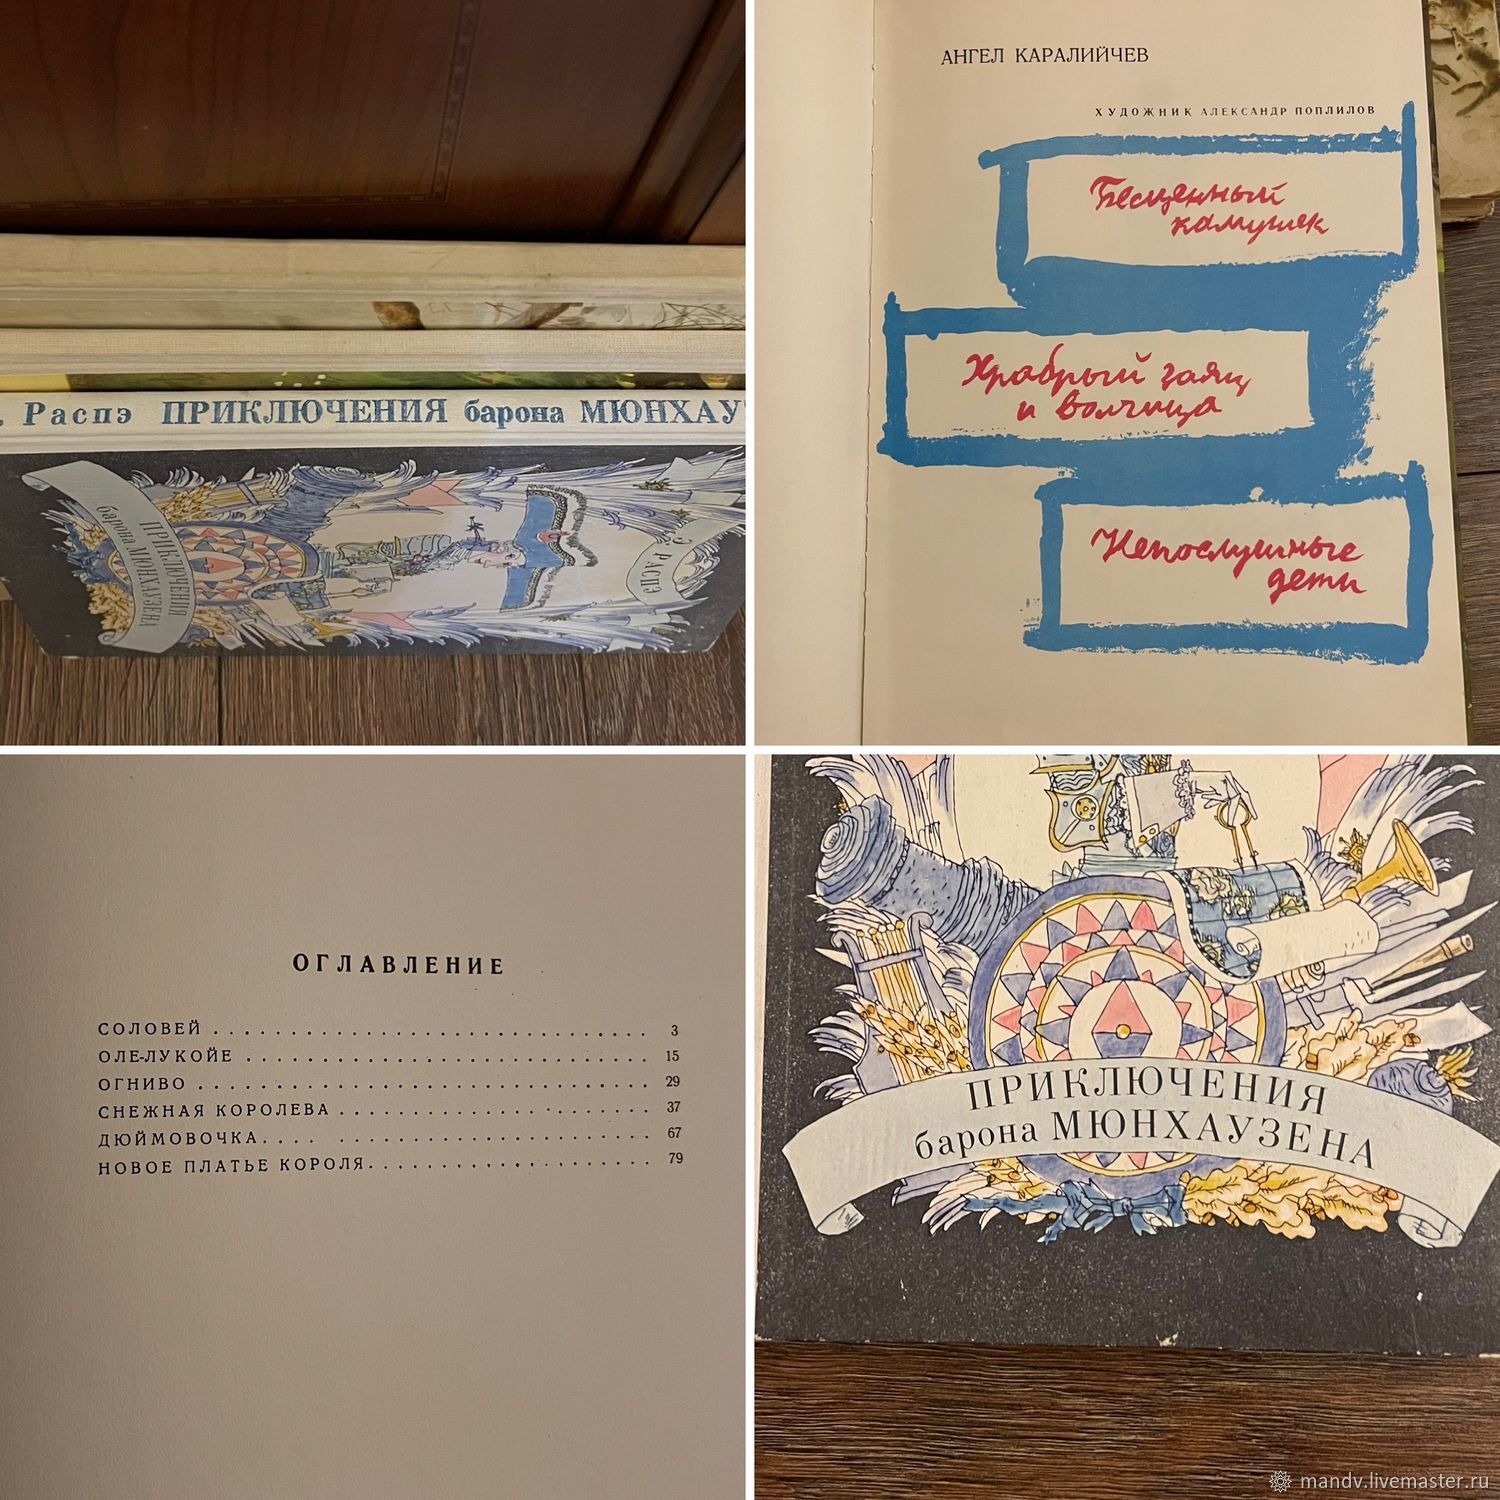 . Распэ ПРИКЛЮЧЕНИЯ барона МЮНХАУ
ПРИКЛЮЧЕНИЯ
барона МЮНХАУЗЕНА
Э. РАСПЭ
АНГЕЛ КАРАЛИЙЧЕВ
ХУДОЖНИК АЛЕКСАНДР ПОПЛИЛОВ
Бесценный
камушек
Храбрый заяц
и волчица
Непослушные
дети
ОГЛАВЛЕНИЕ
СОЛОВЕЙ . . . . . . . . . . . . . . . . . . . . . . . . . . . . . 3
ОЛЕ-ЛУКОЙЕ . . . . . . . . . . . . . . . . . . . . . . . . . . . 15
ОГНИВО . . . . . . . . . . . . . . . . . . . . . . . . . . . . . 29
СНЕЖНАЯ КОРОЛЕВА . . . . . . . . . . . . . . . . . . . . . 37
ДЮЙМОВОЧКА. . . . . . . . . . . . . . . . . . . . . . . . . . 67
НОВОЕ ПЛАТЬЕ КОРОЛЯ. . . . . . . . . . . . . . . . . . . 79
ПРИКЛЮЧЕНИЯ
барона МЮНХАУЗЕНА
mandv.livemaster.ru